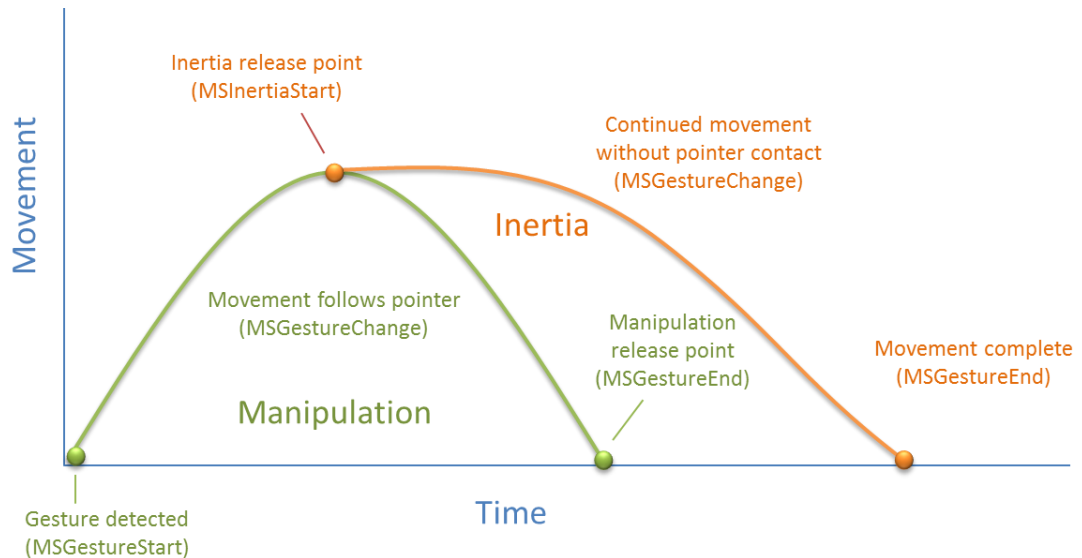 Inertia release point
(MSInertiaStart)
Continued movement
without pointer contact
(MSGestureChange)
Movement
Inertia
Movement follows pointer
(MSGestureChange)
Manipulation
release point
(MSGestureEnd)
Movement complete
(MSGestureEnd)
Manipulation
Time
Gesture detected
(MSGestureStart)